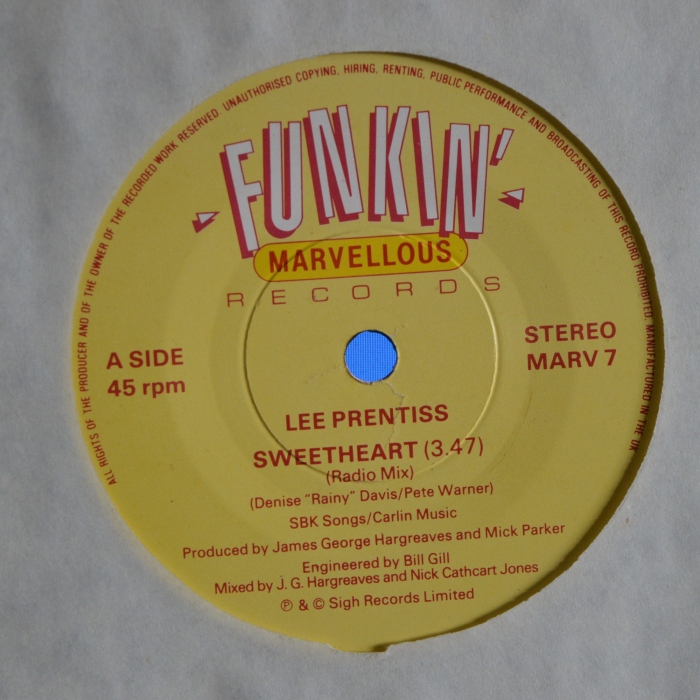 ALL RIGHTS OF THE PRODUCER AND OF THE OWNER OF THE RECORDED WORK RESERVED. UNAUTHORISED COPYING, HIRING, RENTING, PUBLIC PERFORMANCE AND BROADCASTING OF THIS RECORD PROHIBITED. MANUFACTURED IN THE UK
FUNKIN'
MARVELLOUS
RECORDS
A SIDE
45 rpm
STEREO
MARV 7
LEE PRENTISS
SWEETHEART (3.47)
(Radio Mix)
(Denise "Rainy" Davis/Pete Warner)
SBK Songs/Carlin Music
Produced by James George Hargreaves and Mick Parker
Engineered by Bill Gill
Mixed by J. G. Hargreaves and Nick Cathcart Jones
℗ & © Sigh Records Limited